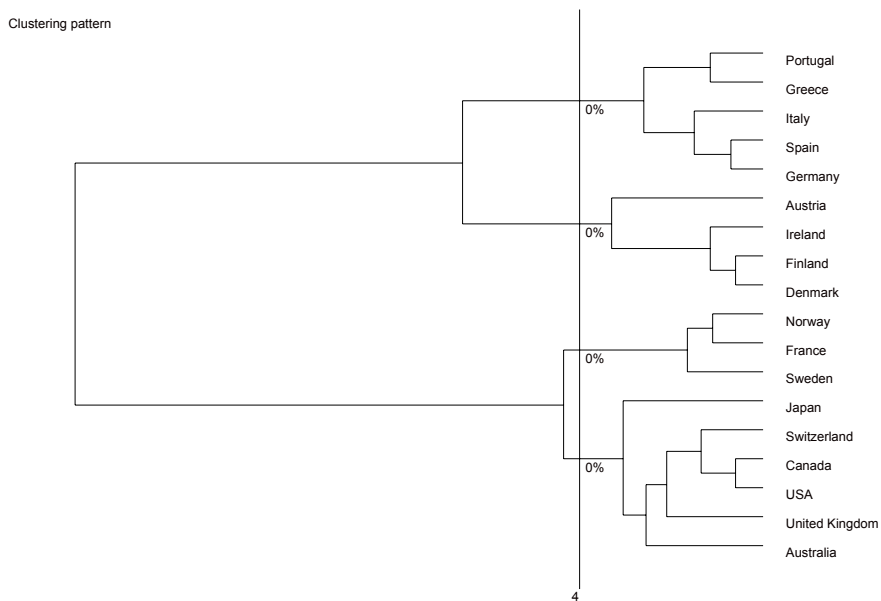 Clustering pattern
Portugal
Greece
0%
Italy
Spain
Germany
Austria
Ireland
0%
Finland
Denmark
Norway
France
0%
Sweden
Japan
Switzerland
Canada
0%
USA
United Kingdom
Australia
4